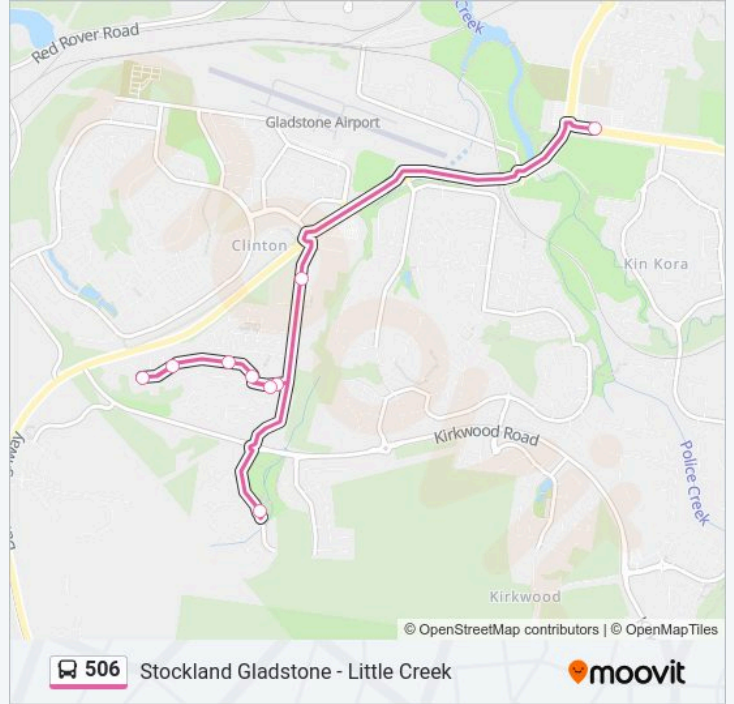 Creek
Red Rover Road
Gladstone Airport
Clinton
Kin Kora
Kirkwood Road
Police Creek
Kirkwood
© OpenStreetMap contributors | © OpenMapTiles
506 Stockland Gladstone - Little Creek
moovit